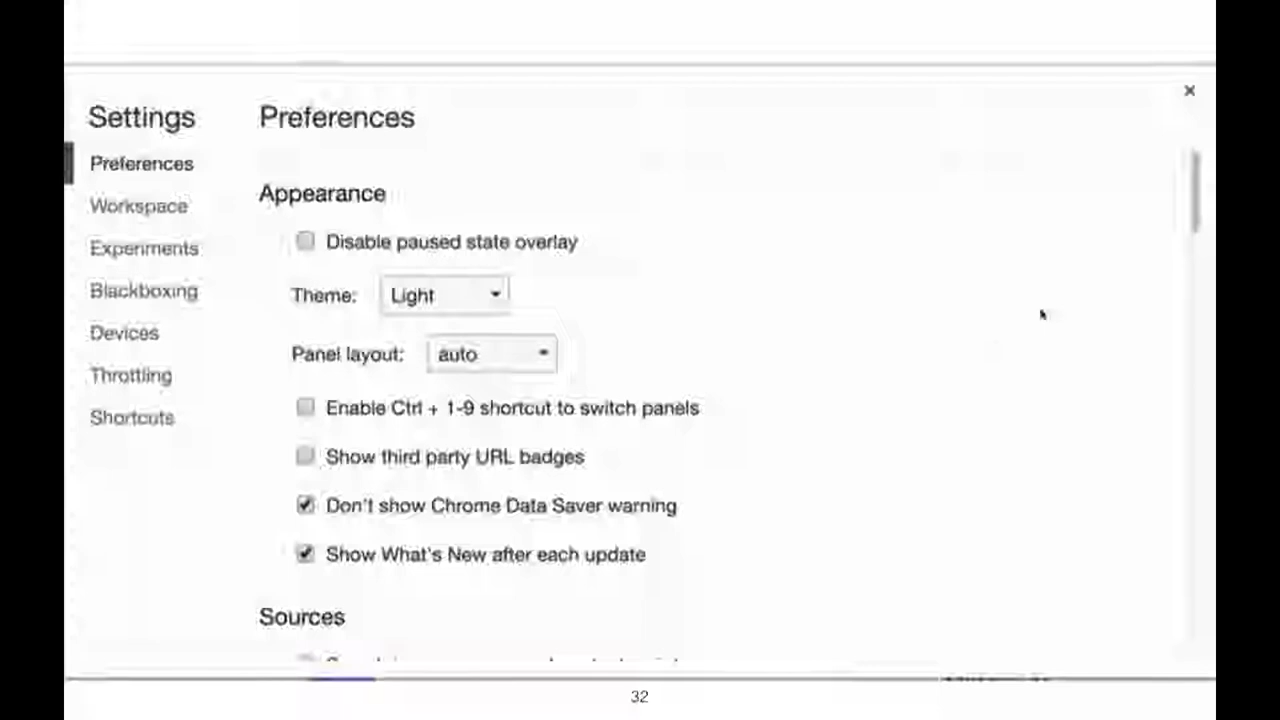 Settings
Preferences
Workspace
Experiments
Blackboxing
Devices
Throttling
Shortcuts
Preferences
Appearance
Disable paused state overlay
Theme: Light
Panel layout: auto
Enable Ctrl + 1-9 shortcut to switch panels
Show third party URL badges
Don't show Chrome Data Saver warning
Show What's New after each update
Sources
32